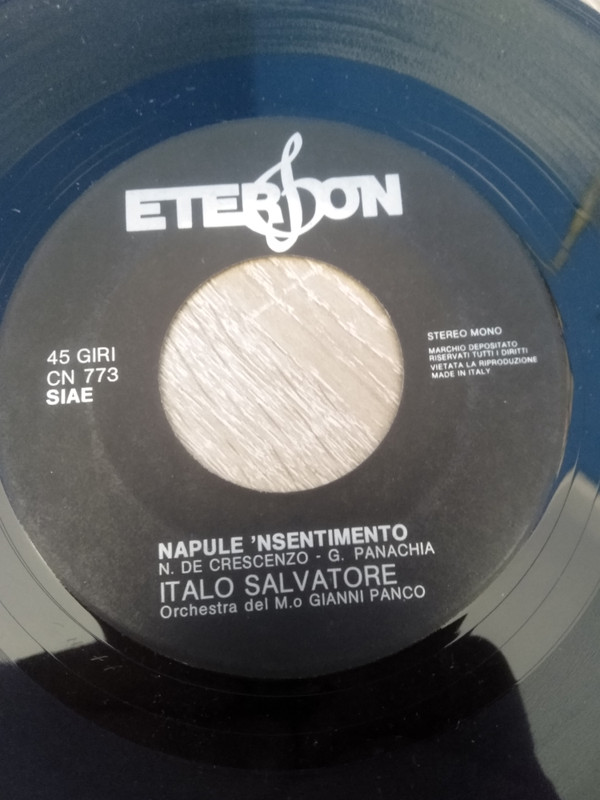 ETERSON
45 GIRI
CN 773
SIAE
STEREO MONO
MARCHIO DEPOSITATO
RISERVATI TUTTI I DIRITTI
VIETATA LA RIPRODUZIONE
MADE IN ITALY
NAPULE 'NSENTIMENTO
N. DE CRESCENZO - G. PANACHIA
ITALO SALVATORE
Orchestra del M.o GIANNI PANCO